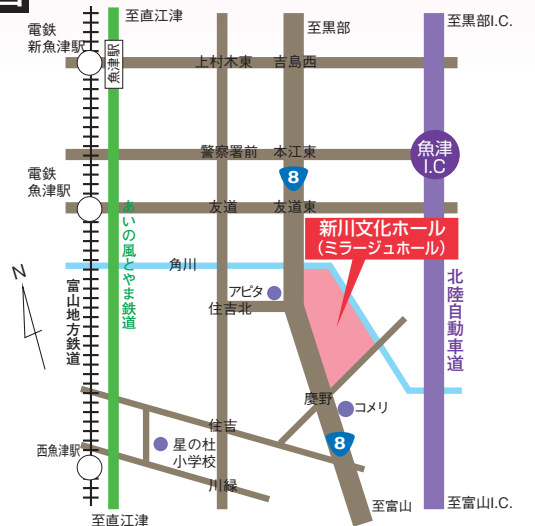 図
至直江津
至黒部
至黒部I.C.
電鉄
新魚津駅
魚津駅
上村木東
吉島西
警察署前
本江東
魚津
I.C
8
電鉄
魚津駅
友道
友道東
あいの風とやま鉄道
新川文化ホール
(ミラージュホール)
角川
N
富山地方鉄道
アピタ
住吉北
北陸自動車道
慶野
コメリ
住吉
8
西魚津駅
星の杜
小学校
川縁
至直江津
至富山
至富山I.C.